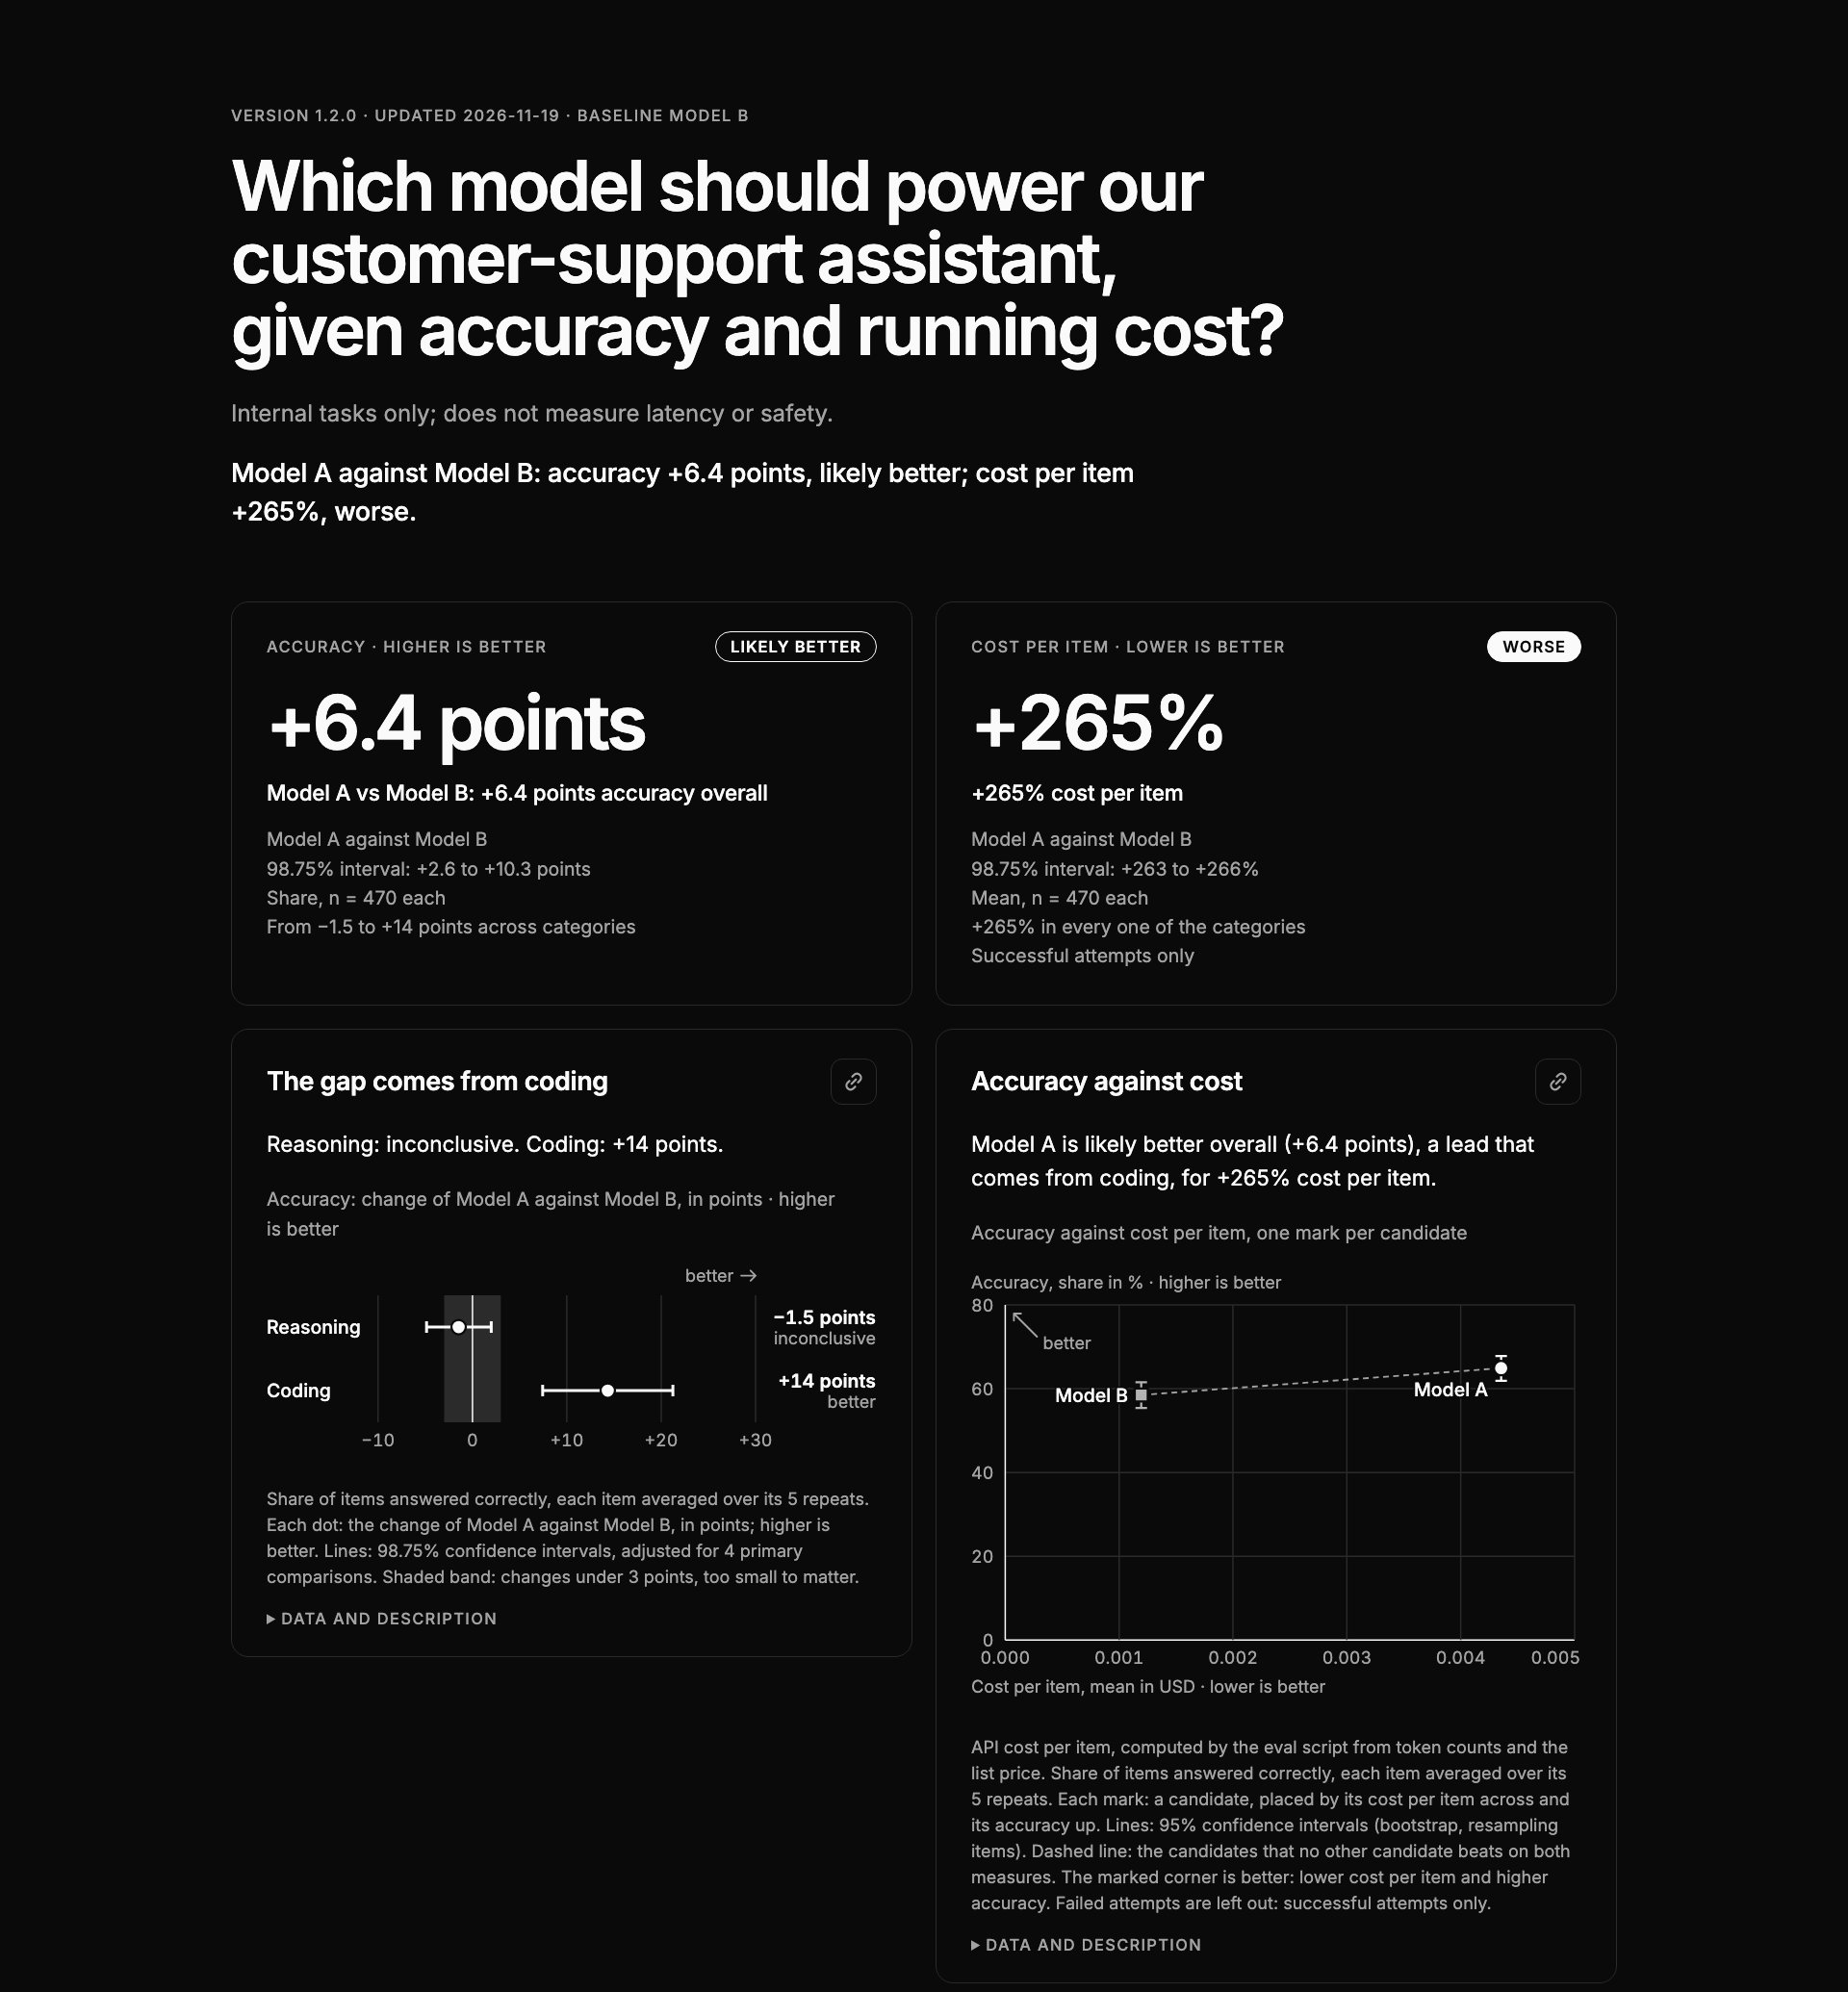 VERSION 1.2.0 · UPDATED 2026-11-19 · BASELINE MODEL B
Which model should power our
customer-support assistant,
given accuracy and running cost?
Internal tasks only; does not measure latency or safety.
Model A against Model B: accuracy +6.4 points, likely better; cost per item
+265%, worse.
ACCURACY · HIGHER IS BETTER
LIKELY BETTER
+6.4 points
Model A vs Model B: +6.4 points accuracy overall
Model A against Model B
98.75% interval: +2.6 to +10.3 points
Share, n = 470 each
From −1.5 to +14 points across categories
COST PER ITEM · LOWER IS BETTER
WORSE
+265%
+265% cost per item
Model A against Model B
98.75% interval: +263 to +266%
Mean, n = 470 each
+265% in every one of the categories
Successful attempts only
The gap comes from coding
Reasoning: inconclusive. Coding: +14 points.
Accuracy: change of Model A against Model B, in points · higher
is better
better →
Reasoning
−1.5 points
inconclusive
Coding
+14 points
better
−10 0 +10 +20 +30
Share of items answered correctly, each item averaged over its 5 repeats.
Each dot: the change of Model A against Model B, in points; higher is
better. Lines: 98.75% confidence intervals, adjusted for 4 primary
comparisons. Shaded band: changes under 3 points, too small to matter.
DATA AND DESCRIPTION
Accuracy against cost
Model A is likely better overall (+6.4 points), a lead that
comes from coding, for +265% cost per item.
Accuracy against cost per item, one mark per candidate
Accuracy, share in % · higher is better
80
better
Model B
Model A
60
40
20
0
0.000 0.001 0.002 0.003 0.004 0.005
Cost per item, mean in USD · lower is better
API cost per item, computed by the eval script from token counts and the
list price. Share of items answered correctly, each item averaged over its
5 repeats. Each mark: a candidate, placed by its cost per item across and
its accuracy up. Lines: 95% confidence intervals (bootstrap, resampling
items). Dashed line: the candidates that no other candidate beats on both
measures. The marked corner is better: lower cost per item and higher
accuracy. Failed attempts are left out: successful attempts only.
DATA AND DESCRIPTION